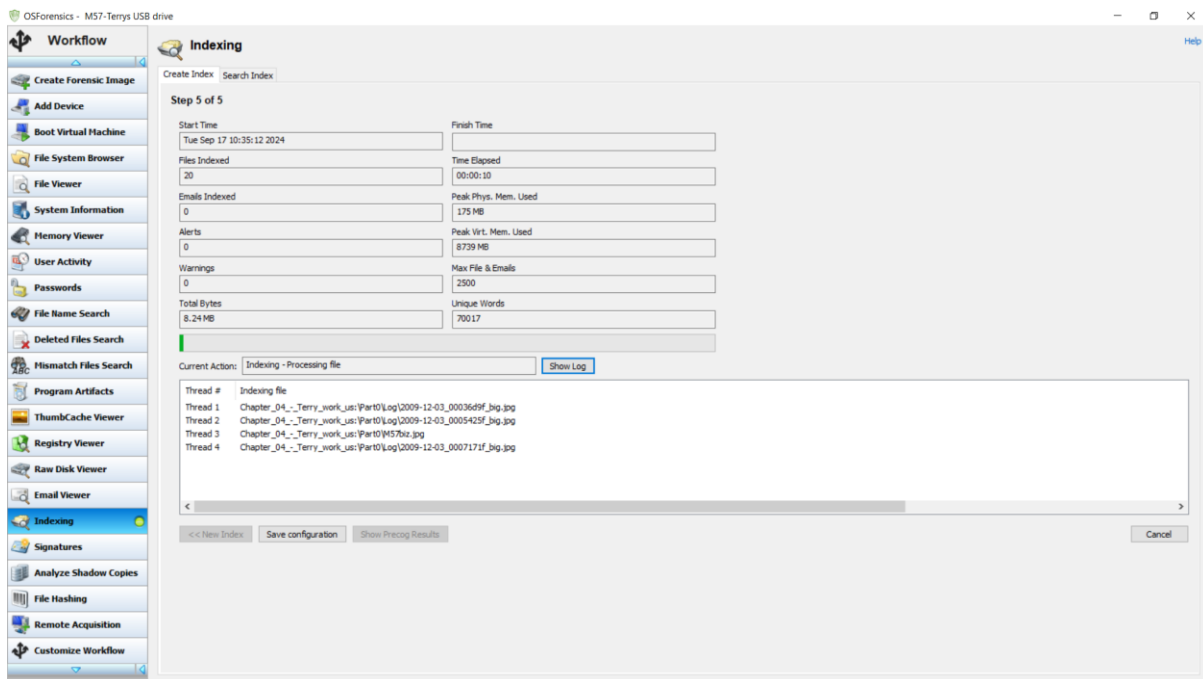 OSForensics - M57-Terrys USB drive
Workflow
Create Forensic Image
Add Device
Boot Virtual Machine
File System Browser
File Viewer
System Information
Memory Viewer
User Activity
Passwords
File Name Search
Deleted Files Search
Mismatch Files Search
Program Artifacts
ThumbCache Viewer
Registry Viewer
Raw Disk Viewer
Email Viewer
Indexing
Signatures
Analyze Shadow Copies
File Hashing
Remote Acquisition
Customize Workflow
Indexing
Help
Create Index Search Index
Step 5 of 5
Start Time Finish Time
Tue Sep 17 10:35:12 2024
Files Indexed Time Elapsed
20 00:00:10
Emails Indexed Peak Phys. Mem. Used
0 175 MB
Alerts Peak Virt. Mem. Used
0 8739 MB
Warnings Max File & Emails
0 2500
Total Bytes Unique Words
8.24 MB 70017
Current Action: Indexing - Processing file Show Log
Thread # Indexing file
Thread 1 Chapter_04_-_Terry_work_us:\Part0\Log\2009-12-03_00036d9f_big.jpg
Thread 2 Chapter_04_-_Terry_work_us:\Part0\Log\2009-12-03_0005425f_big.jpg
Thread 3 Chapter_04_-_Terry_work_us:\Part0\M57biz.jpg
Thread 4 Chapter_04_-_Terry_work_us:\Part0\Log\2009-12-03_0007171f_big.jpg
<< New Index Save configuration Show Precog Results Cancel